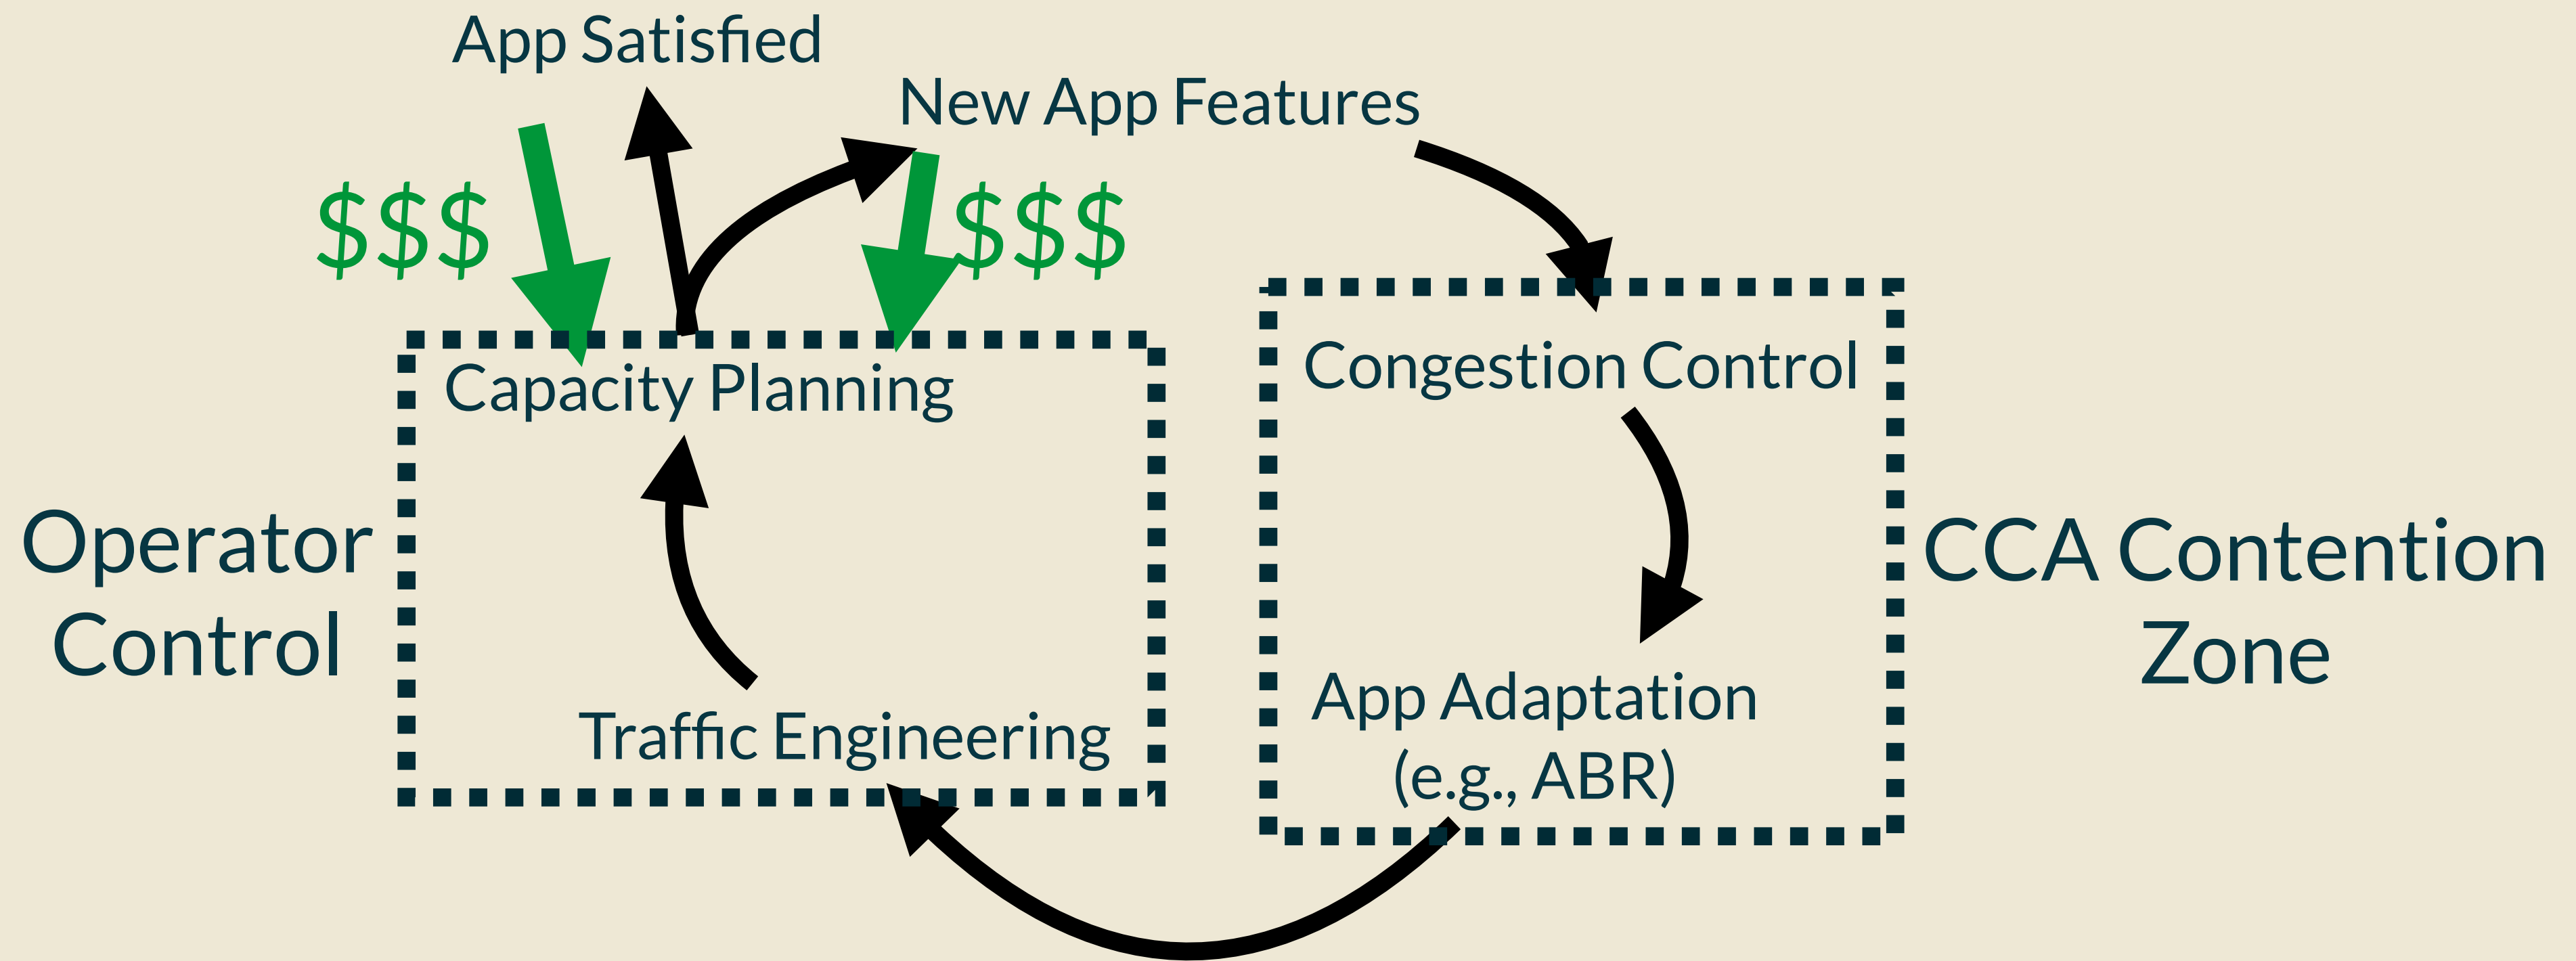 App Satisfied
New App Features
$$$
$$$
Capacity Planning
Congestion Control
Operator
Control
CCA Contention
Zone
App Adaptation
(e.g., ABR)
Traffic Engineering